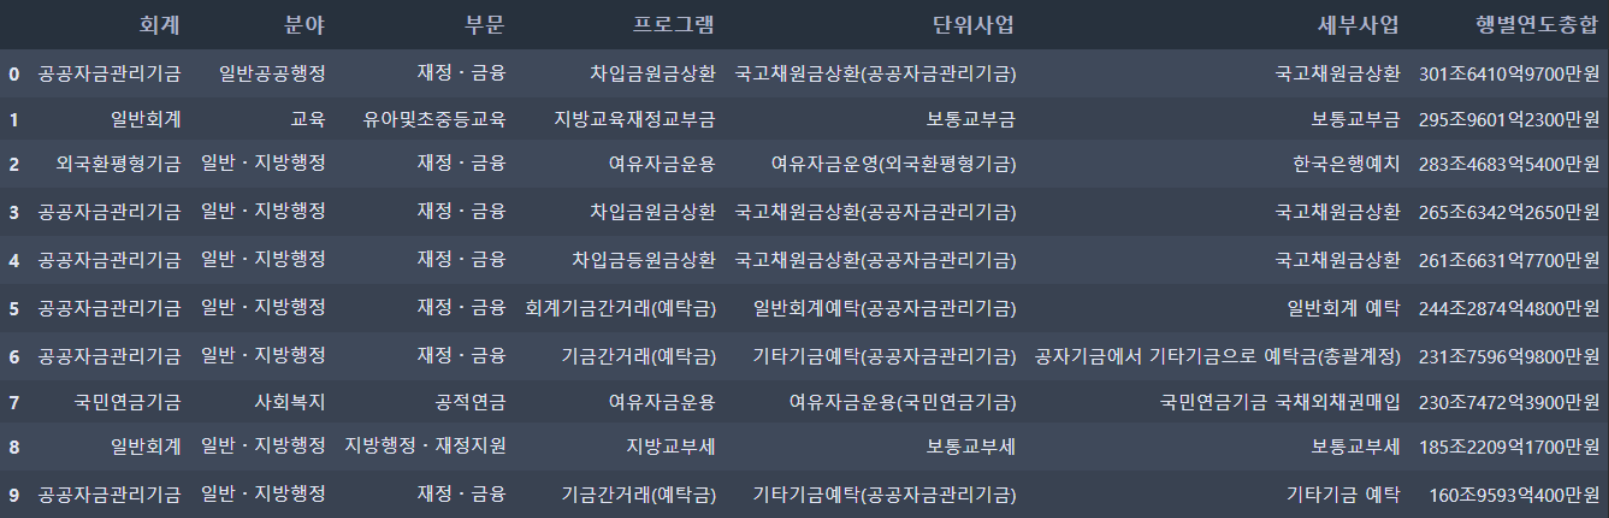 회계 분야 부문 프로그램 단위사업 세부사업 행별연도총합
0 공공자금관리기금 일반공공행정 재정·금융 차입금원금상환 국고채원금상환(공공자금관리기금) 국고채원금상환 301조6410억9700만원
1 일반회계 교육 유아및초중등교육 지방교육재정교부금 보통교부금 보통교부금 295조9601억2300만원
2 외국환평형기금 일반·지방행정 재정·금융 여유자금운용 여유자금운영(외국환평형기금) 한국은행예치 283조4683억5400만원
3 공공자금관리기금 일반·지방행정 재정·금융 차입금원금상환 국고채원금상환(공공자금관리기금) 국고채원금상환 265조6342억2650만원
4 공공자금관리기금 일반·지방행정 재정·금융 차입금등원금상환 국고채원금상환(공공자금관리기금) 국고채원금상환 261조6631억7700만원
5 공공자금관리기금 일반·지방행정 재정·금융 회계기금간거래(예탁금) 일반회계예탁(공공자금관리기금) 일반회계 예탁 244조2874억4800만원
6 공공자금관리기금 일반·지방행정 재정·금융 기금간거래(예탁금) 기타기금예탁(공공자금관리기금) 공자기금에서 기타기금으로 예탁금(총괄계정) 231조7596억9800만원
7 국민연금기금 사회복지 공적연금 여유자금운용 여유자금운용(국민연금기금) 국민연금기금 국채외채권매입 230조7472억3900만원
8 일반회계 일반·지방행정 지방행정·재정지원 지방교부세 보통교부세 보통교부세 185조2209억1700만원
9 공공자금관리기금 일반·지방행정 재정·금융 기금간거래(예탁금) 기타기금예탁(공공자금관리기금) 기타기금 예탁 160조9593억400만원